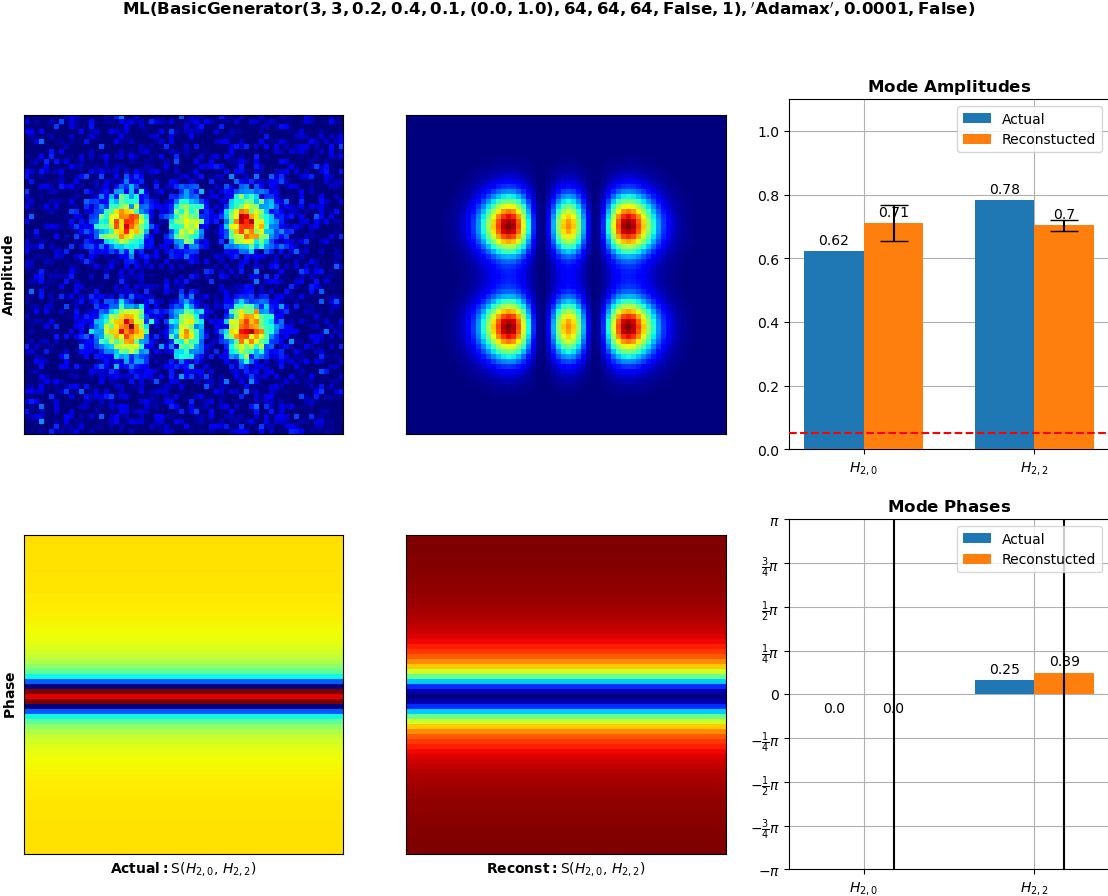 ML(BasicGenerator(3, 3, 0.2, 0.4, 0.1, (0.0, 1.0), 64, 64, 64, False, 1), 'Adamax', 0.0001, False)
Amplitude
Mode Amplitudes
Actual
Reconstucted
1.0
0.8
0.6
0.4
0.2
0.0
0.62
0.71
0.78
0.7
H2,0
H2,2
Phase
Actual: S(H2,0, H2,2)
Reconst: S(H2,0, H2,2)
Mode Phases
Actual
Reconstucted
π
3/4π
1/2π
1/4π
0
−1/4π
−1/2π
−3/4π
−π
0.0
0.0
0.25
0.39
H2,0
H2,2